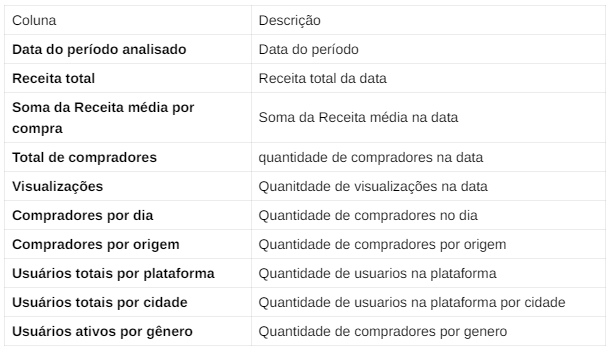 Coluna Descrição
Data do período analisado Data do período
Receita total Receita total da data
Soma da Receita média por
compra Soma da Receita média na data
Total de compradores quantidade de compradores na data
Visualizações Quanitdade de visualizações na data
Compradores por dia Quantidade de compradores no dia
Compradores por origem Quantidade de compradores por origem
Usuários totais por plataforma Quantidade de usuarios na plataforma
Usuários totais por cidade Quantidade de usuarios na plataforma por cidade
Usuários ativos por gênero Quantidade de compradores por genero